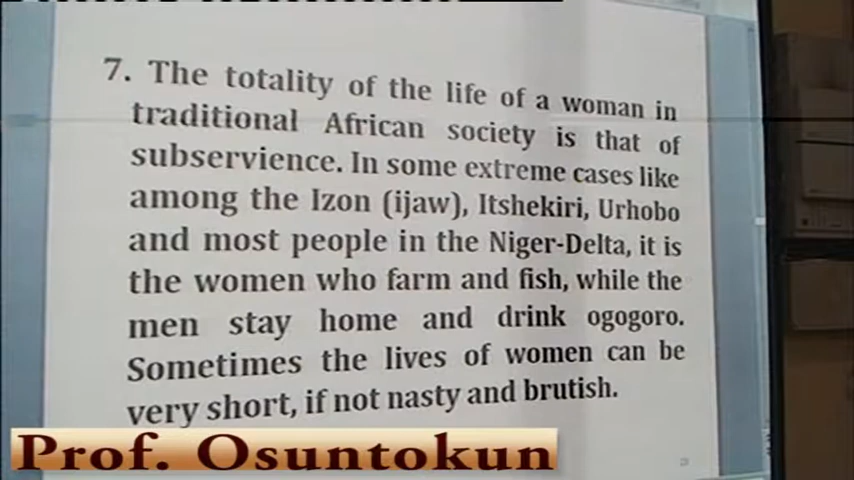 7. The totality of the life of a woman in
traditional African society is that of
subservience. In some extreme cases like
among the Izon (ijaw), Itshekiri, Urhobo
and most people in the Niger-Delta, it is
the women who farm and fish, while the
men stay home and drink ogogoro.
Sometimes the lives of women can be
very short, if not nasty and brutish.
Prof. Osuntokun